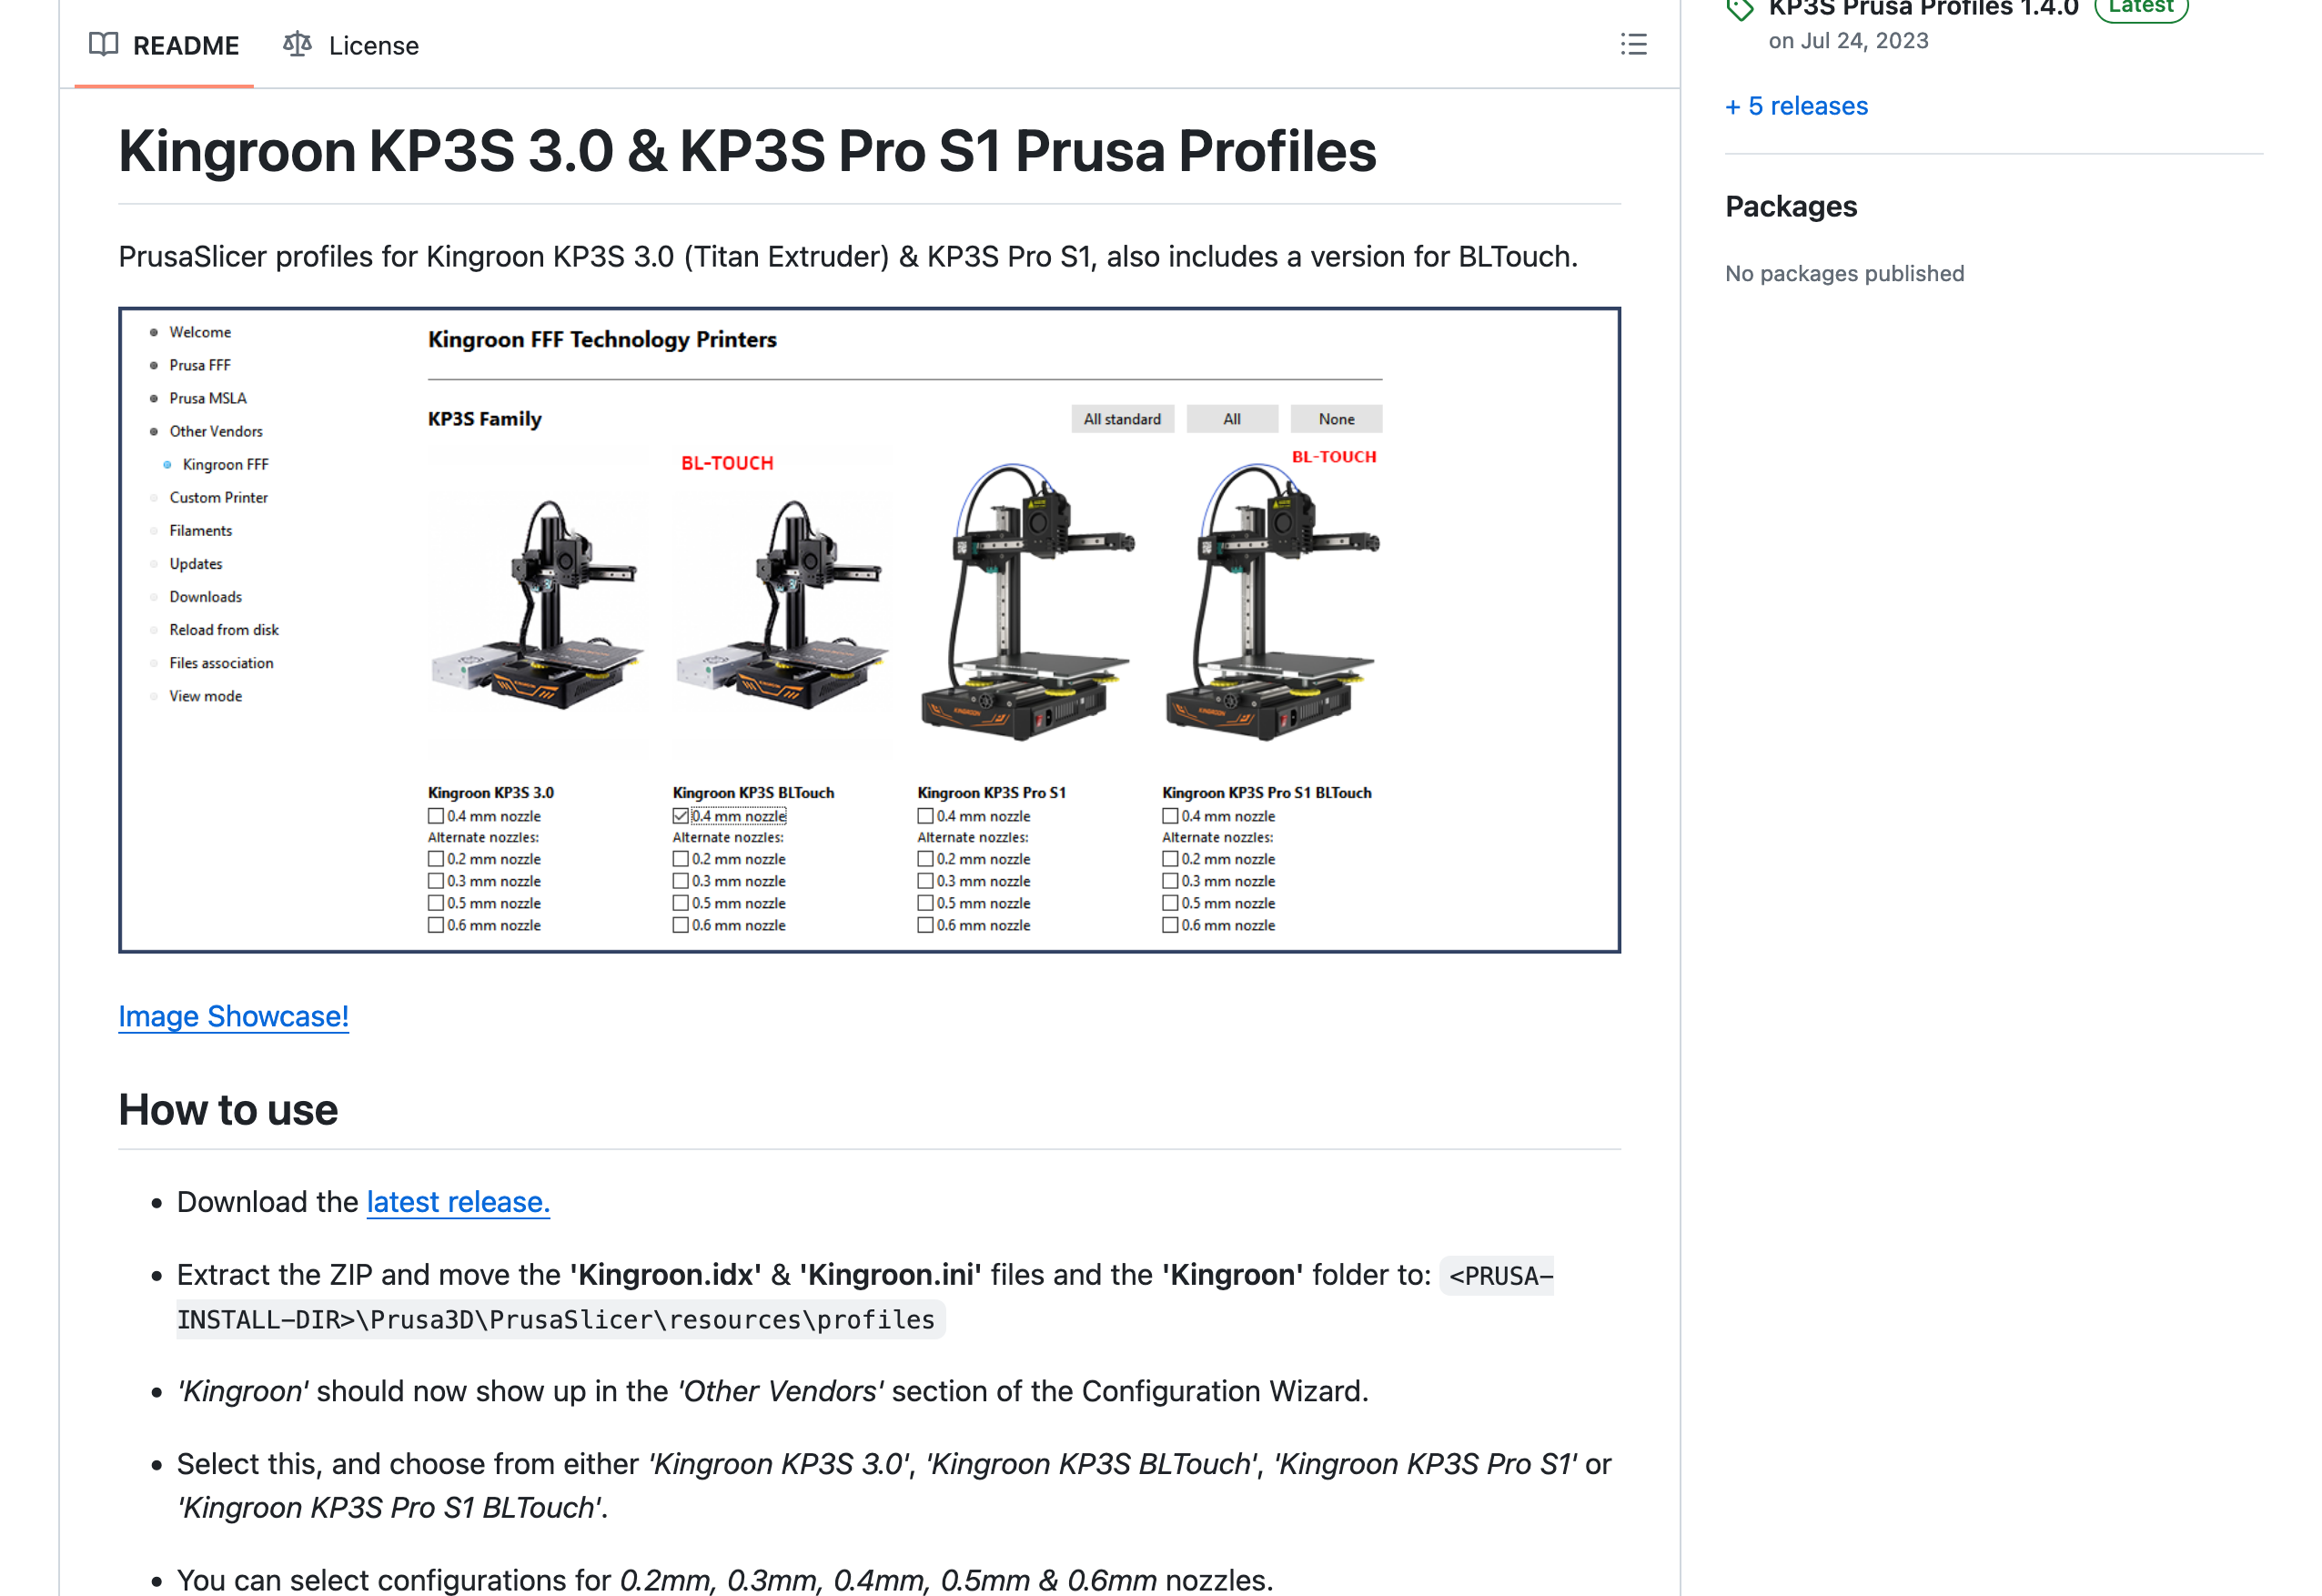 KP3S Prusa Profiles 1.4.0 Latest
on Jul 24, 2023
+ 5 releases
Packages
No packages published
README License
Kingroon KP3S 3.0 & KP3S Pro S1 Prusa Profiles
PrusaSlicer profiles for Kingroon KP3S 3.0 (Titan Extruder) & KP3S Pro S1, also includes a version for BLTouch.
Welcome
Prusa FFF
Prusa MSLA
Other Vendors
Kingroon FFF
Custom Printer
Filaments
Updates
Downloads
Reload from disk
Files association
View mode
Kingroon FFF Technology Printers
KP3S Family
All standard All None
BL-TOUCH BL-TOUCH
KINGROON KINGROON
Kingroon KP3S 3.0
0.4 mm nozzle
Alternate nozzles:
0.2 mm nozzle
0.3 mm nozzle
0.5 mm nozzle
0.6 mm nozzle
Kingroon KP3S BLTouch
0.4 mm nozzle
Alternate nozzles:
0.2 mm nozzle
0.3 mm nozzle
0.5 mm nozzle
0.6 mm nozzle
Kingroon KP3S Pro S1
0.4 mm nozzle
Alternate nozzles:
0.2 mm nozzle
0.3 mm nozzle
0.5 mm nozzle
0.6 mm nozzle
Kingroon KP3S Pro S1 BLTouch
0.4 mm nozzle
Alternate nozzles:
0.2 mm nozzle
0.3 mm nozzle
0.5 mm nozzle
0.6 mm nozzle
Image Showcase!
How to use
• Download the latest release.
• Extract the ZIP and move the 'Kingroon.idx' & 'Kingroon.ini' files and the 'Kingroon' folder to: <PRUSA-
INSTALL-DIR>\Prusa3D\PrusaSlicer\resources\profiles
• 'Kingroon' should now show up in the 'Other Vendors' section of the Configuration Wizard.
• Select this, and choose from either 'Kingroon KP3S 3.0', 'Kingroon KP3S BLTouch', 'Kingroon KP3S Pro S1' or
'Kingroon KP3S Pro S1 BLTouch'.
• You can select configurations for 0.2mm, 0.3mm, 0.4mm, 0.5mm & 0.6mm nozzles.